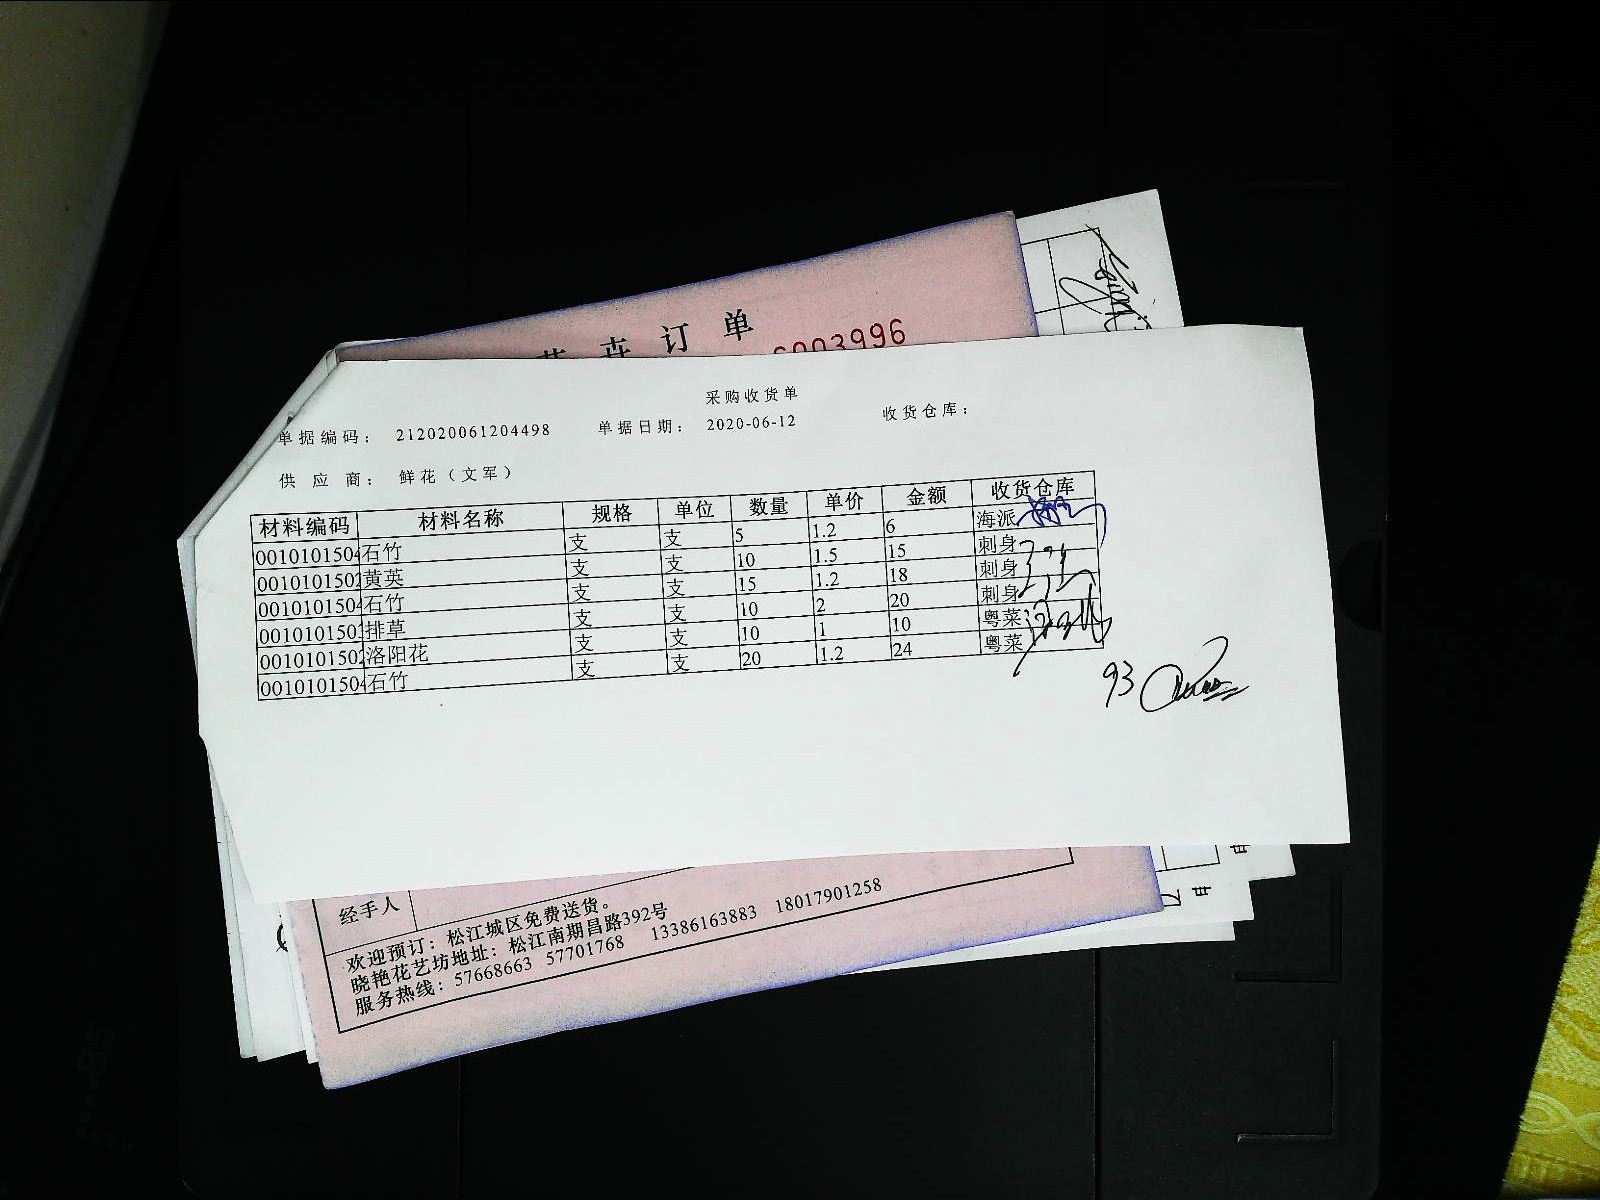 订 单
003996
采购收货单
单据编码： 212020061204498 单据日期： 2020-06-12 收货仓库：
供 应 商： 鲜花（文军）
材料编码 材料名称 规格 单位 数量 单价 金额 收货仓库
0010101504 石竹 支 支 5 1.2 6 海派
0010101502 黄英 支 支 10 1.5 15 刺身
0010101504 石竹 支 支 15 1.2 18 刺身
001010150 排草 支 支 10 2 20 刺身
0010101502 洛阳花 支 支 10 1 10 粤菜
0010101504 石竹 支 支 20 1.2 24 粤菜
93
经手人
欢迎预订：松江城区免费送货。
晓艳花艺坊地址：松江南期昌路392号
服务热线：57668663 57701768 13386163883 18017901258